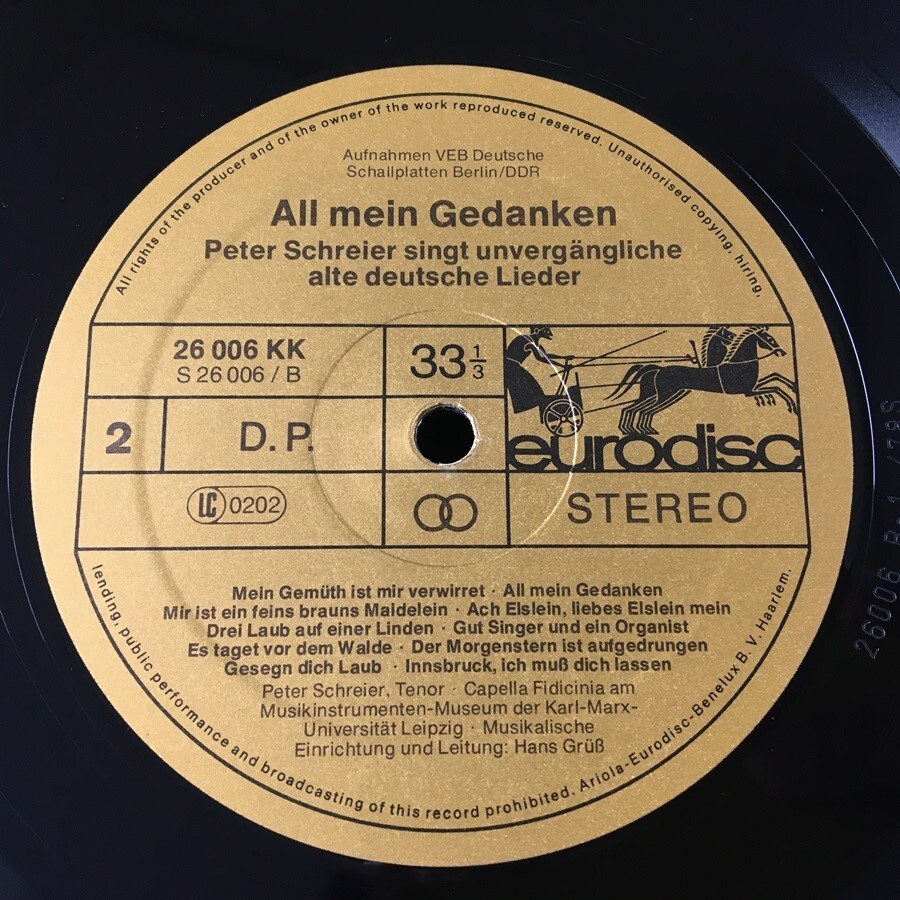 All rights of the producer and of the owner of the work reproduced reserved. Unauthorised copying, hiring,
Aufnahmen VEB Deutsche
Schallplatten Berlin/DDR
All mein Gedanken
Peter Schreier singt unvergängliche
alte deutsche Lieder
26 006 KK
S 26 006 / B
33 1/3
2
D. P.
eurodisc
LC 0202
STEREO
Mein Gemüth ist mir verwirret · All mein Gedanken
Mir ist ein feins brauns Maidelein · Ach Elslein, liebes Elslein mein
Drei Laub auf einer Linden · Gut Singer und ein Organist
Es taget vor dem Walde · Der Morgenstern ist aufgedrungen
Gesegn dich Laub · Innsbruck, ich muß dich lassen
Peter Schreier, Tenor · Capella Fidicinia am
Musikinstrumenten-Museum der Karl-Marx-
Universität Leipzig · Musikalische
Einrichtung und Leitung: Hans Grüß
lending, public performance and broadcasting of this record prohibited. Ariola-Eurodisc-Benelux B. V. Haarlem.
26006 B-1 /79S